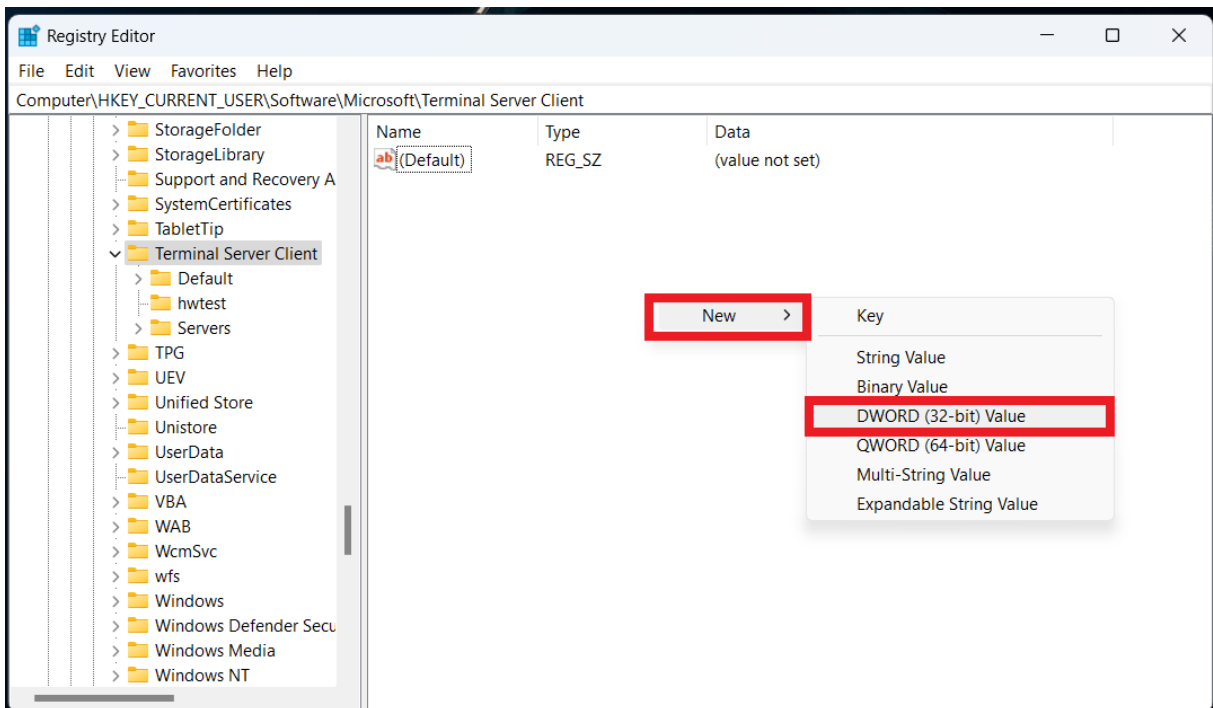 Registry Editor
File Edit View Favorites Help
Computer\HKEY_CURRENT_USER\Software\Microsoft\Terminal Server Client
StorageFolder
StorageLibrary
Support and Recovery A
SystemCertificates
TabletTip
Terminal Server Client
Default
hwtest
Servers
TPG
UEV
Unified Store
Unistore
UserData
UserDataService
VBA
WAB
WcmSvc
wfs
Windows
Windows Defender Secu
Windows Media
Windows NT
Name Type Data
ab (Default) REG_SZ (value not set)
New
Key
String Value
Binary Value
DWORD (32-bit) Value
QWORD (64-bit) Value
Multi-String Value
Expandable String Value